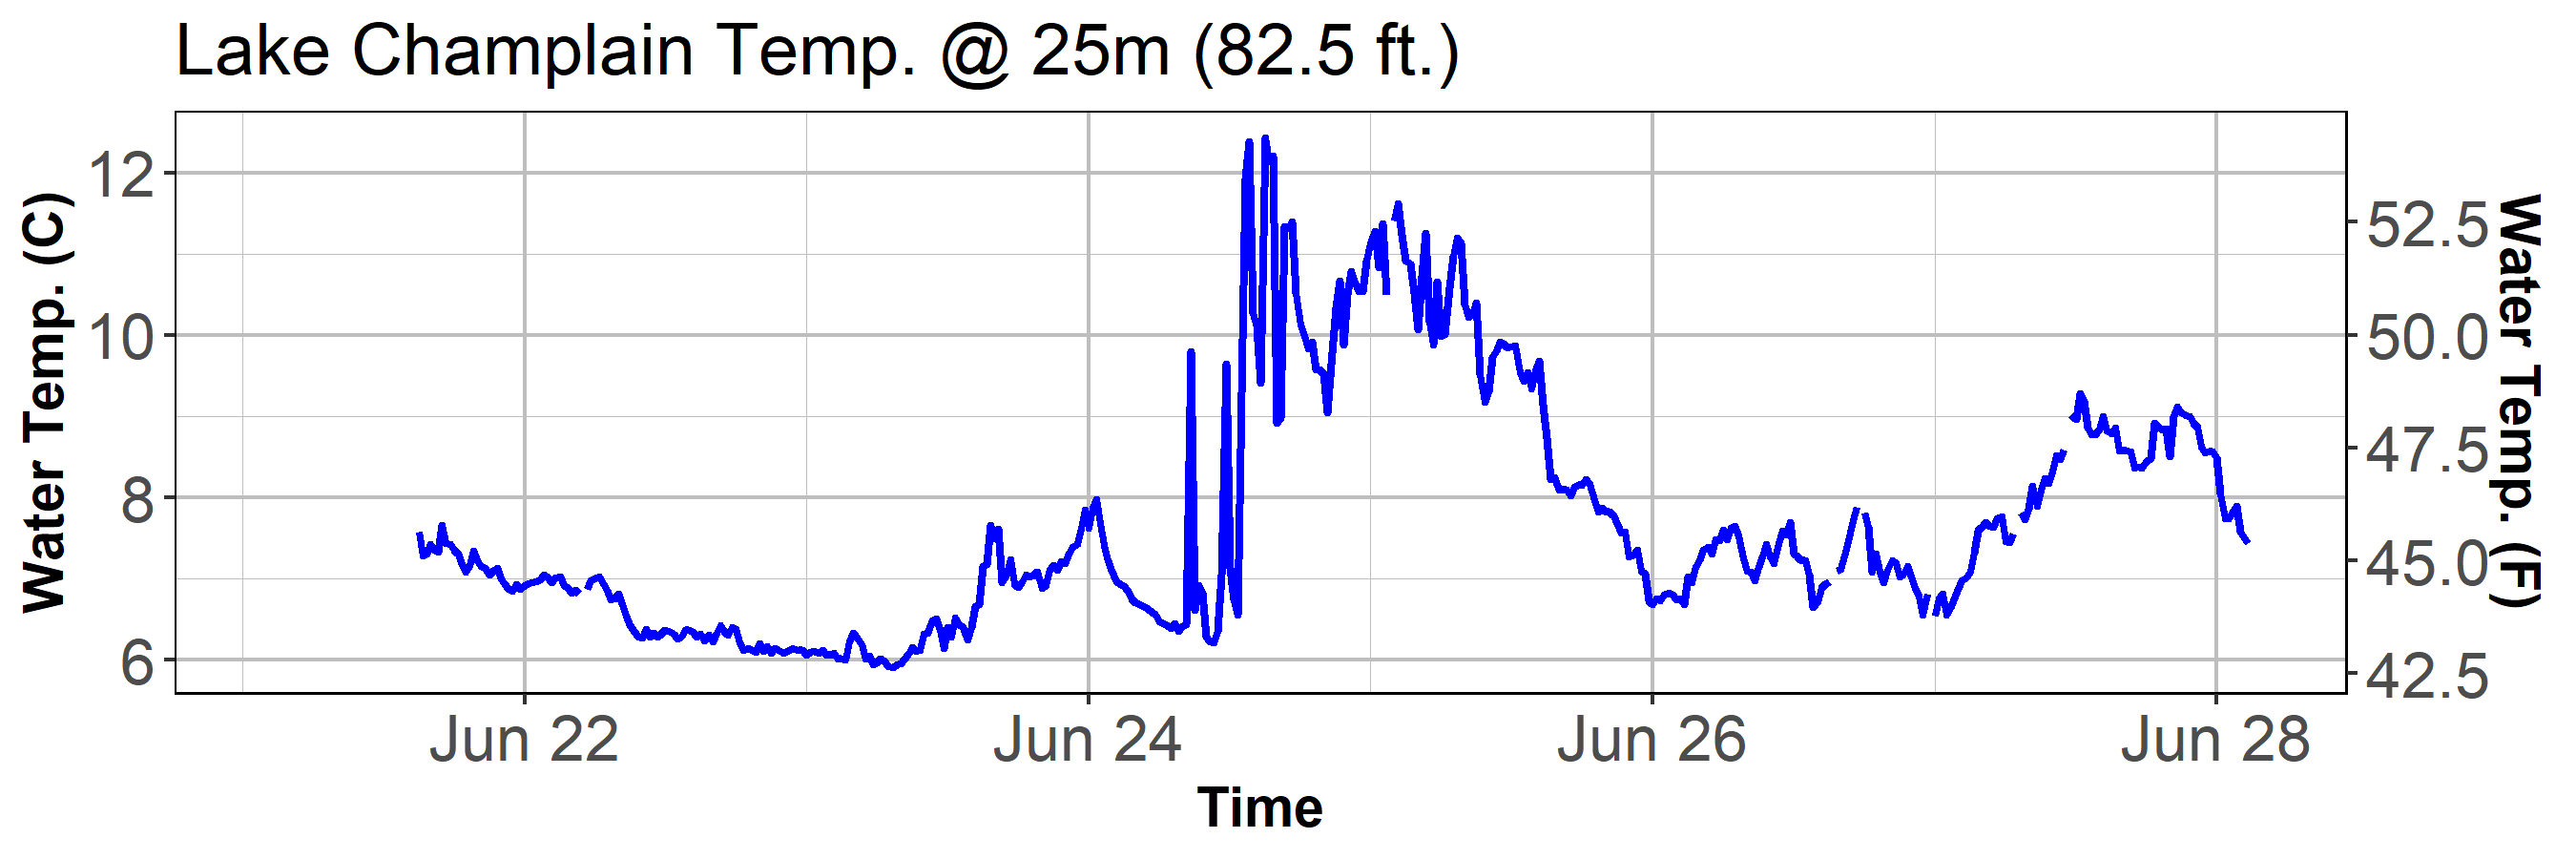 Lake Champlain Temp. @ 25m (82.5 ft.)
Water Temp. (C)
12
10
8
6
52.5
50.0
47.5
45.0
42.5
Water Temp. (F)
Jun 22
Jun 24
Jun 26
Jun 28
Time